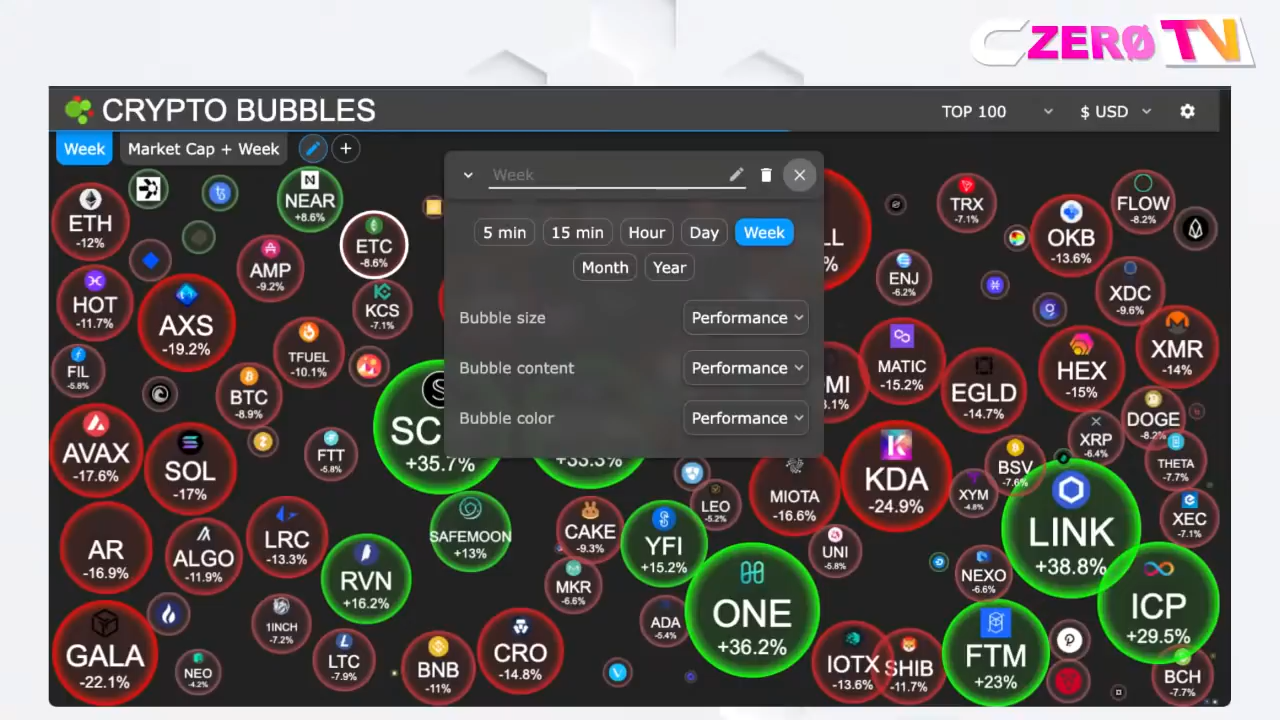 CZERØ TV
CRYPTO BUBBLES
TOP 100
$ USD
Week
Market Cap + Week
+
Week
5 min
15 min
Hour
Day
Week
Month
Year
Bubble size
Performance
Bubble content
Performance
Bubble color
Performance
ETH
-12%
NEAR
+8.6%
ETC
-8.6%
AMP
-9.2%
HOT
-11.7%
AXS
-19.2%
KCS
-7.1%
TFUEL
-10.1%
FIL
-5.8%
BTC
-8.9%
AVAX
-17.6%
SOL
-17%
FTT
-5.8%
+35.7%
+33.3%
TRX
-7.1%
FLOW
-8.2%
OKB
-13.6%
ENJ
-6.2%
XDC
-9.6%
MATIC
-15.2%
EGLD
-14.7%
HEX
-15%
XMR
-14%
DOGE
-8.2%
XRP
-6.4%
THETA
-7.7%
BSV
-7.6%
KDA
-24.9%
XYM
-4.8%
XEC
-7.1%
MIOTA
-16.6%
LEO
-5.2%
LINK
+38.8%
AR
-16.9%
ALGO
-11.9%
LRC
-13.3%
RVN
+16.2%
SAFEMOON
+13%
CAKE
-9.3%
YFI
+15.2%
UNI
-5.8%
MKR
-6.6%
NEXO
-6.6%
ONE
+36.2%
ICP
+29.5%
ADA
-5.4%
GALA
-22.1%
1INCH
-7.2%
NEO
-4.2%
LTC
-7.9%
BNB
-11%
CRO
-14.8%
IOTX
-13.6%
SHIB
-11.7%
FTM
+23%
BCH
-7.7%